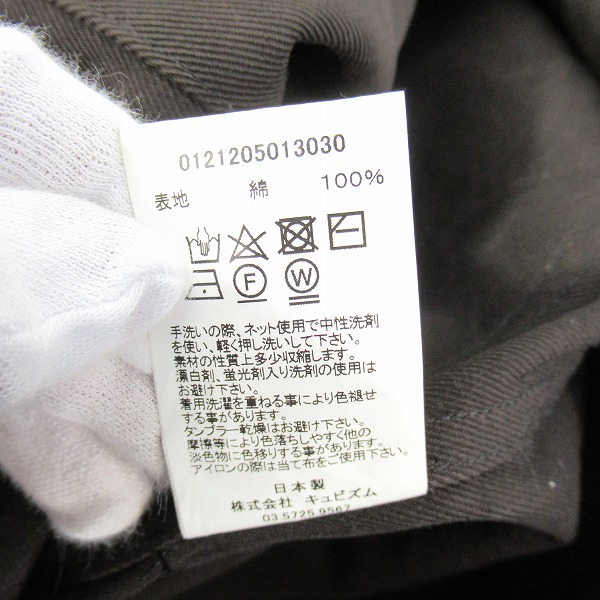 0121205013030
表地 綿 100%
F W
手洗いの際、ネット使用で中性洗剤
を使い、軽く押し洗いして下さい。
素材の性質上多少収縮します。
漂白剤、蛍光剤入り洗剤の使用は
お避け下さい。
着用洗濯を重ねる事により色褪せ
する事があります。
タンブラー乾燥はお避け下さい。
摩擦等により色落ちしやすく他の
淡色物に色移りする事があります。
アイロンの際は当て布をご使用下さい。
日本製
株式会社 キュビズム
03.5725.9567